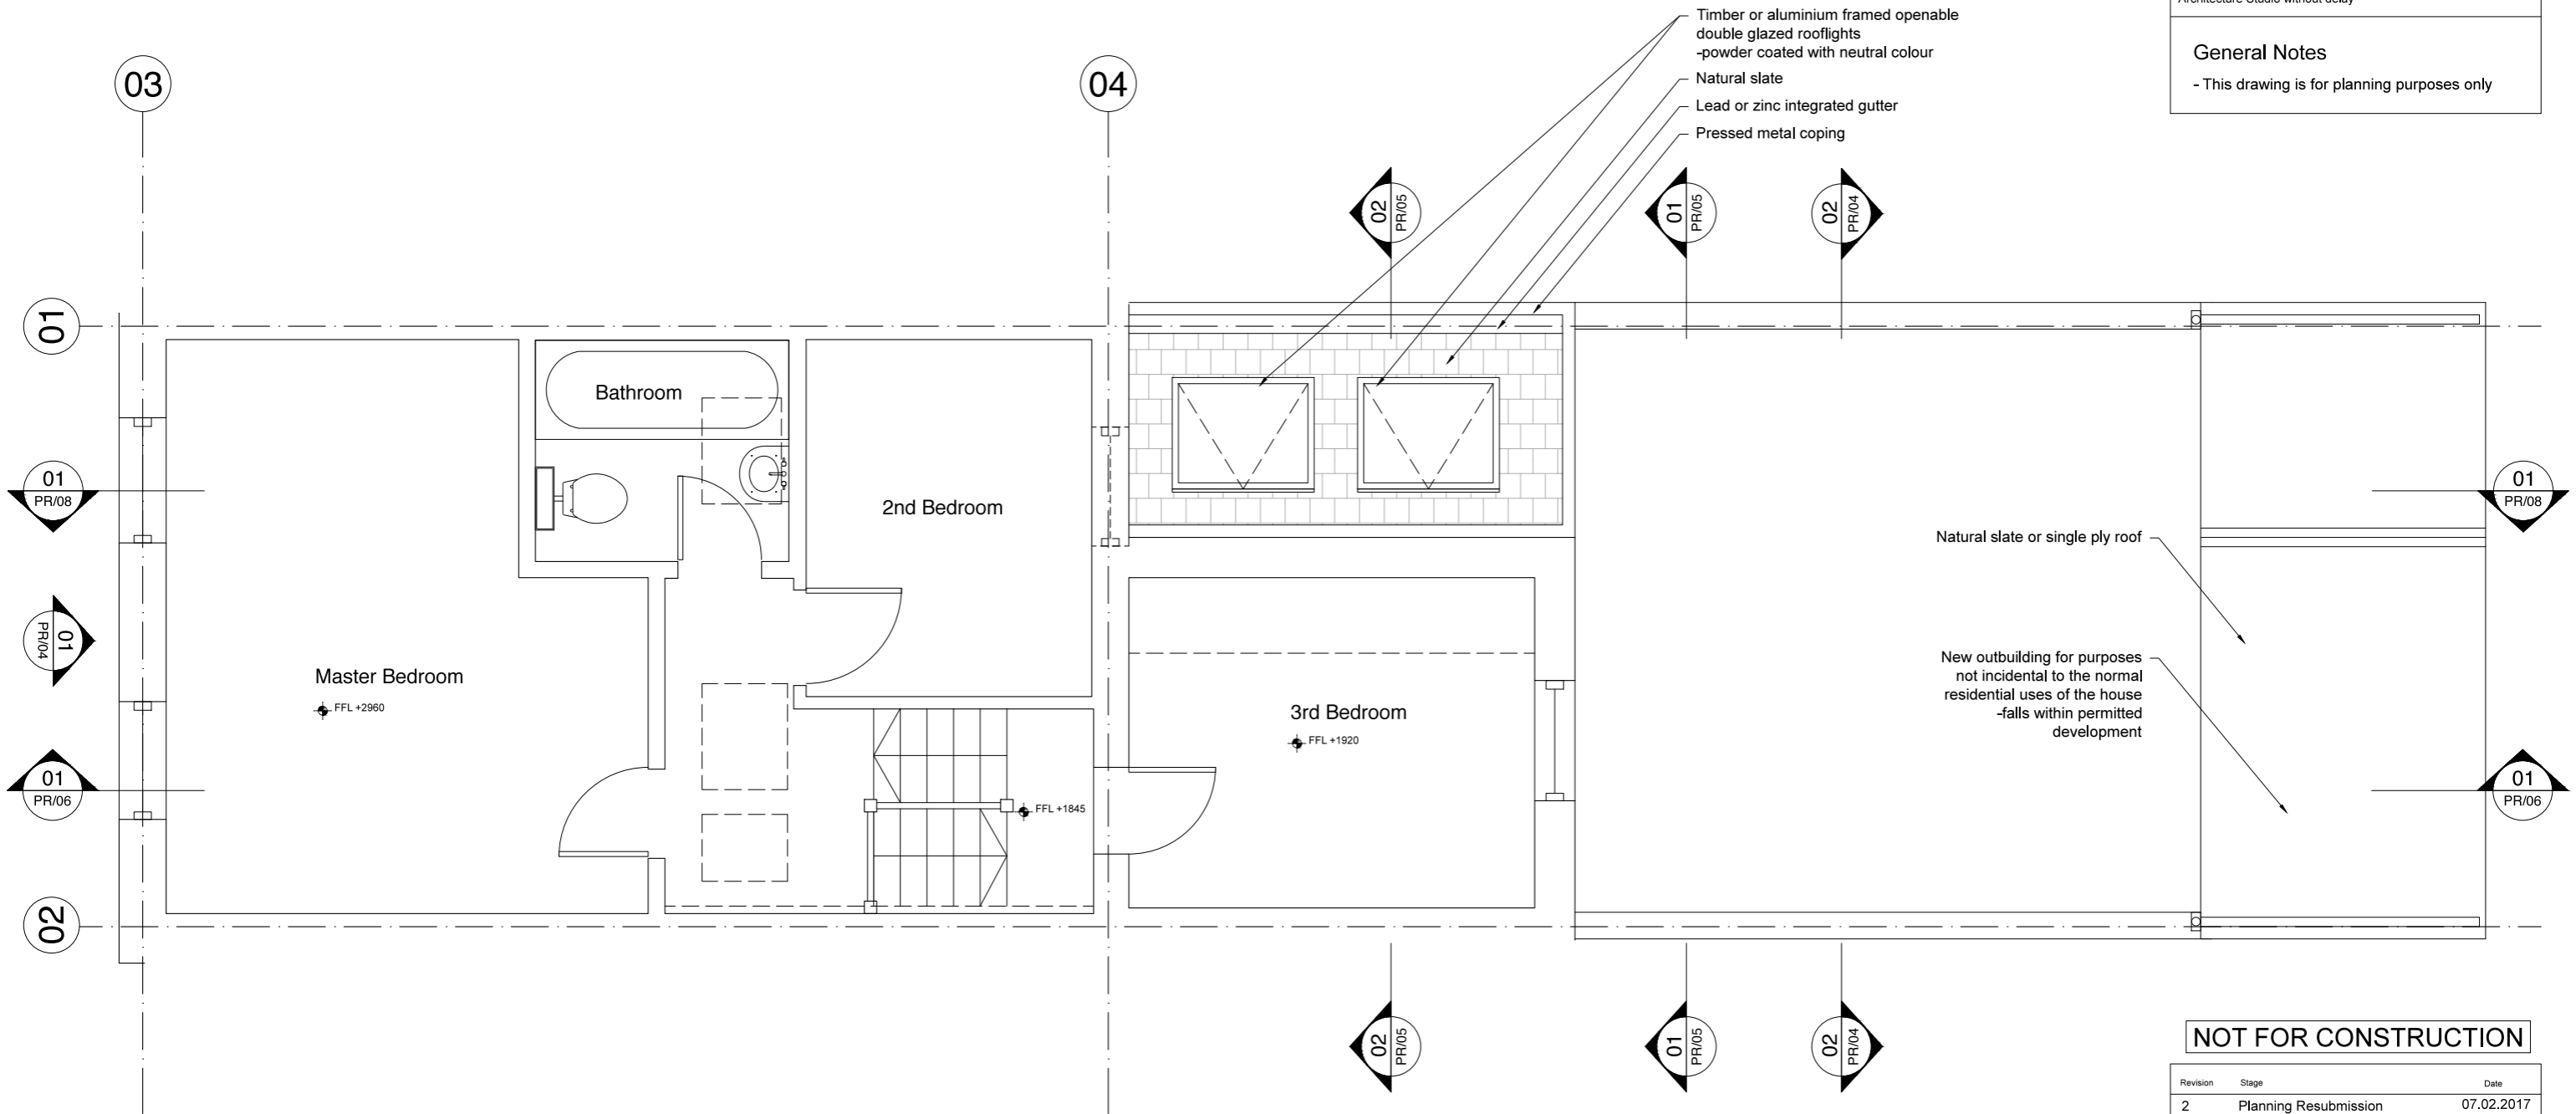 Timber or aluminium framed openable
double glazed rooflights
-powder coated with neutral colour
Natural slate
Lead or zinc integrated gutter
Pressed metal coping
Architecture Studio without delay
General Notes
- This drawing is for planning purposes only
03
04
02
PR/05
01
PR/05
02
PR/04
01
Bathroom
2nd Bedroom
01
PR/08
01
PR/08
Natural slate or single ply roof
01
PR/04
Master Bedroom
FFL +2960
3rd Bedroom
FFL +1920
New outbuilding for purposes
not incidental to the normal
residential uses of the house
-falls within permitted
development
01
PR/06
FFL +1845
01
PR/06
02
02
PR/05
01
PR/05
02
PR/04
NOT FOR CONSTRUCTION
Revision Stage Date
2 Planning Resubmission 07.02.2017